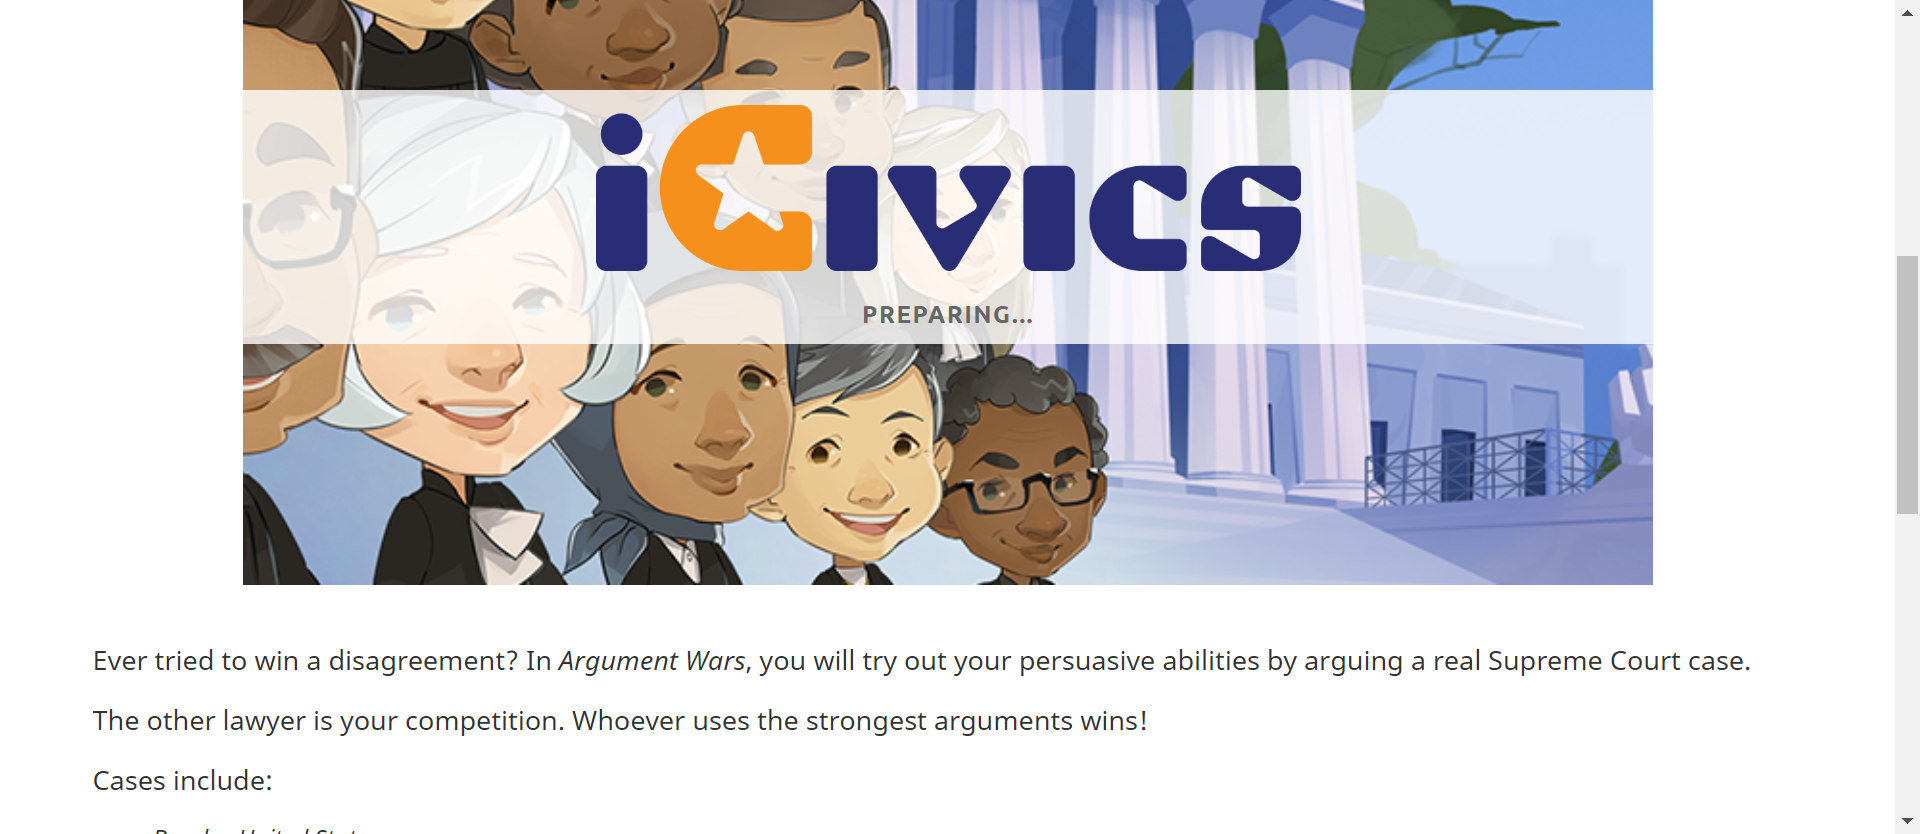 iCivics
PREPARING...
Ever tried to win a disagreement? In Argument Wars, you will try out your persuasive abilities by arguing a real Supreme Court case.
The other lawyer is your competition. Whoever uses the strongest arguments wins!
Cases include: